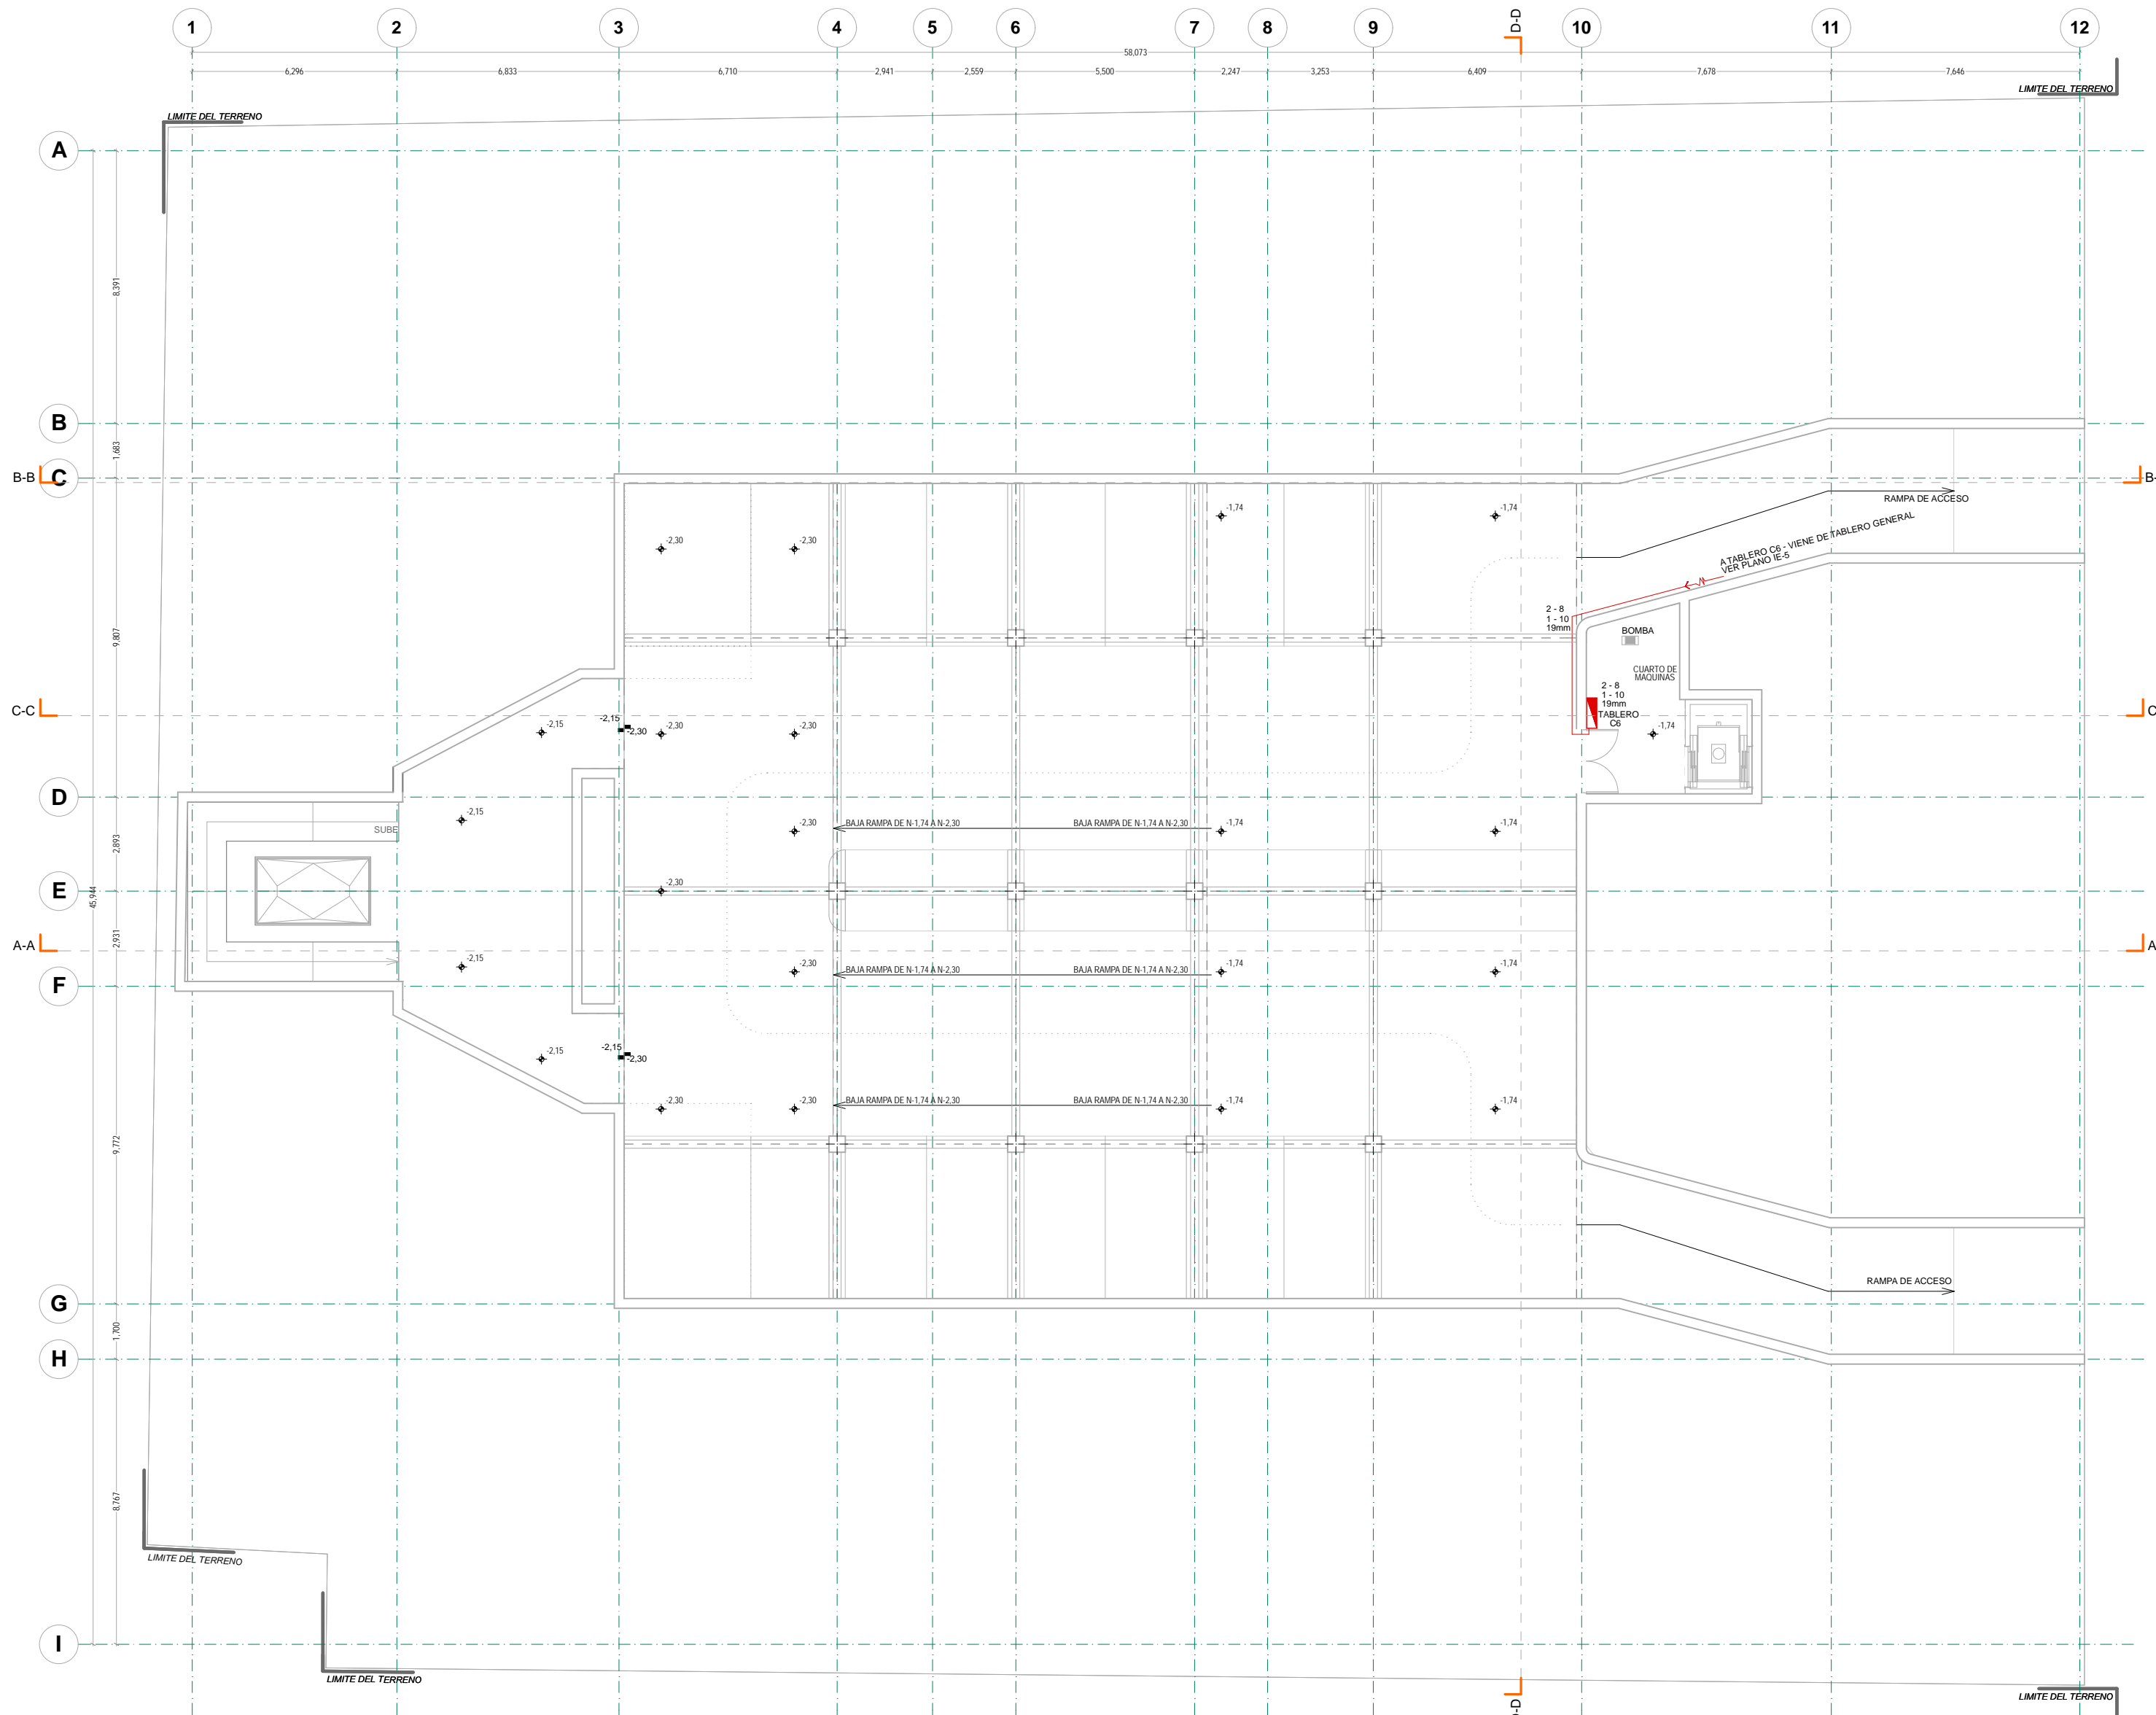 1 2 3 4 5 6 7 8 9 10 11 12
D-D
58,073
6,296 6,833 6,710 2,941 2,559 5,500 2,247 3,253 6,409 7,678 7,646
LIMITE DEL TERRENO
LIMITE DEL TERRENO
A
8.391
B
1.683
B-B
C
B-
RAMPA DE ACCESO
-1,74
-1,74
A TABLERO C6 - VIENE DE TABLERO GENERAL
VER PLANO IE-5
-2,30
-2,30
9.807
2 - 8
1 - 10
19mm
BOMBA
CUARTO DE
MAQUINAS
2 - 8
1 - 10
19mm
TABLERO
C6
C-C
C
-2,15
-2,15
-2,30
-2,30
-2,30
-1,74
D
-2,15
SUBE
2.893
-2,30
BAJA RAMPA DE N-1,74 A N-2,30
BAJA RAMPA DE N-1,74 A N-2,30
-1,74
-1,74
E
-2,30
45,944
2.931
A-A
A
-2,15
-2,30
BAJA RAMPA DE N-1,74 A N-2,30
BAJA RAMPA DE N-1,74 A N-2,30
-1,74
-1,74
F
-2,15
-2,15
-2,30
-2,30
-2,30
BAJA RAMPA DE N-1,74 A N-2,30
BAJA RAMPA DE N-1,74 A N-2,30
-1,74
-1,74
9.772
RAMPA DE ACCESO
G
1.700
H
8.767
LIMITE DEL TERRENO
I
LIMITE DEL TERRENO
LIMITE DEL TERRENO
D-D